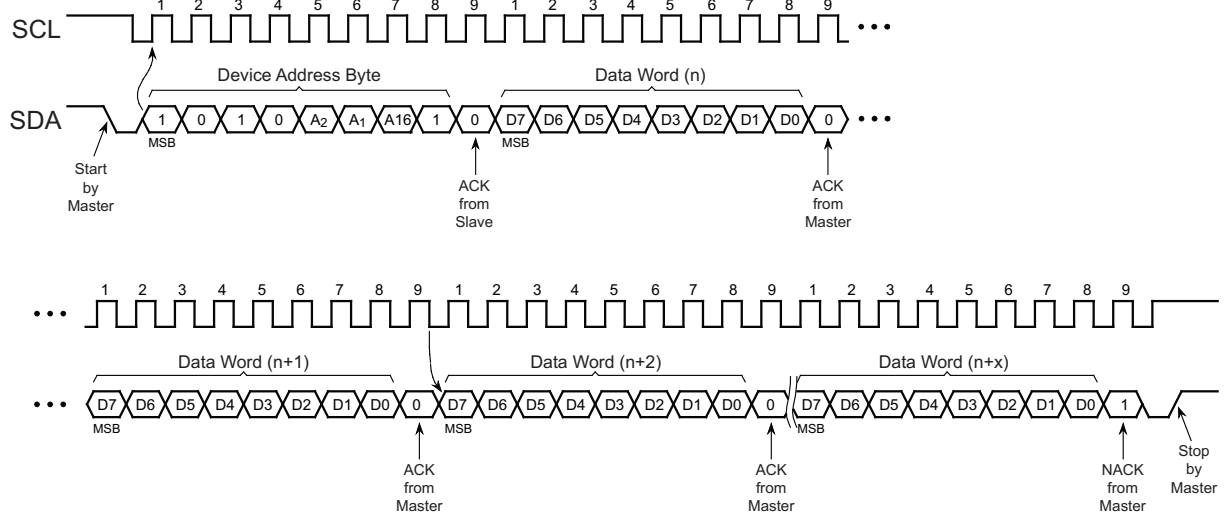 1 2 3 4 5 6 7 8 9 1 2 3 4 5 6 7 8 9
SCL
Device Address Byte Data Word (n)
SDA 1 0 1 0 A2 A1 A16 1 0 D7 D6 D5 D4 D3 D2 D1 D0 0
MSB MSB
Start
by
Master
ACK
from
Slave
ACK
from
Master
1 2 3 4 5 6 7 8 9 1 2 3 4 5 6 7 8 9 1 2 3 4 5 6 7 8 9
Data Word (n+1) Data Word (n+2) Data Word (n+x)
D7 D6 D5 D4 D3 D2 D1 D0 0 D7 D6 D5 D4 D3 D2 D1 D0 0 D7 D6 D5 D4 D3 D2 D1 D0 1
MSB MSB MSB
ACK
from
Master
ACK
from
Master
NACK
from
Master
Stop
by
Master